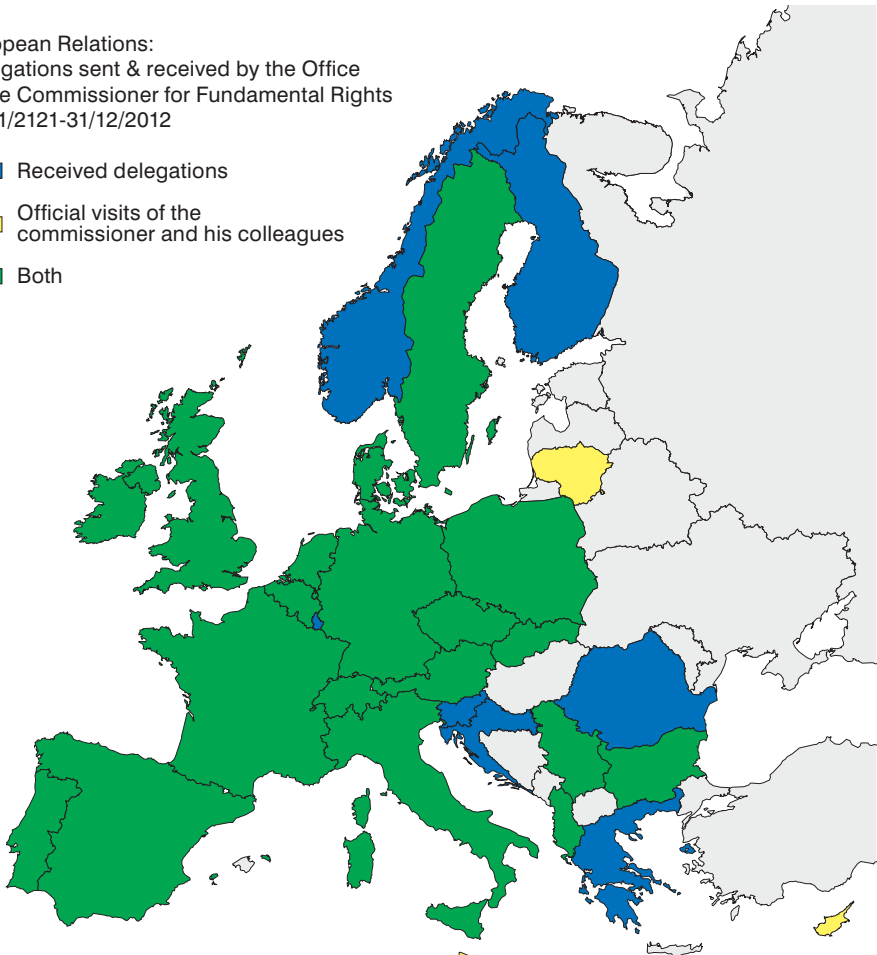 opean Relations:
gations sent & received by the Office
e Commissioner for Fundamental Rights
1/2121-31/12/2012
Received delegations
Official visits of the
commissioner and his colleagues
Both